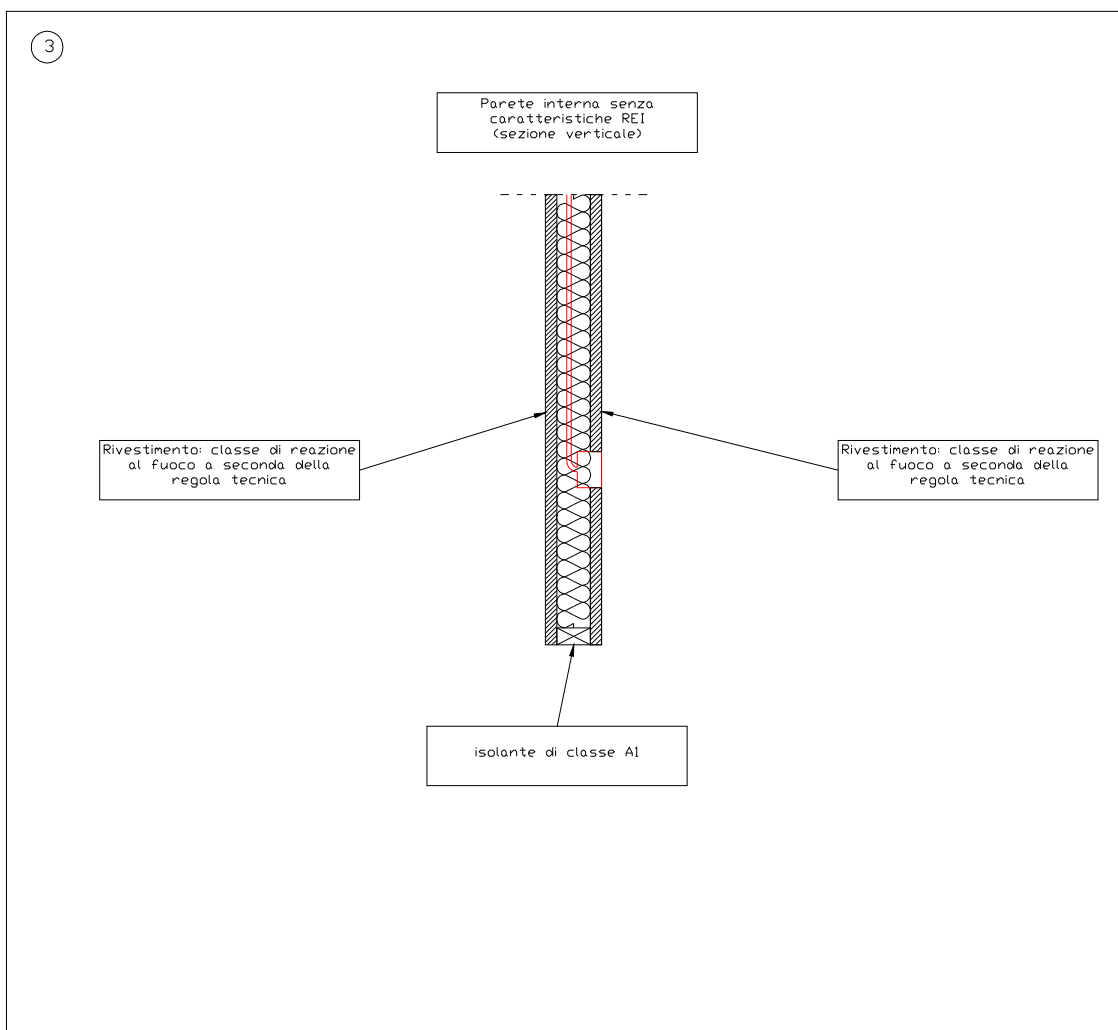 3
Parete interna senza
caratteristiche REI
(sezione verticale)
Rivestimento: classe di reazione
al fuoco a seconda della
regola tecnica
Rivestimento: classe di reazione
al fuoco a seconda della
regola tecnica
isolante di classe A1